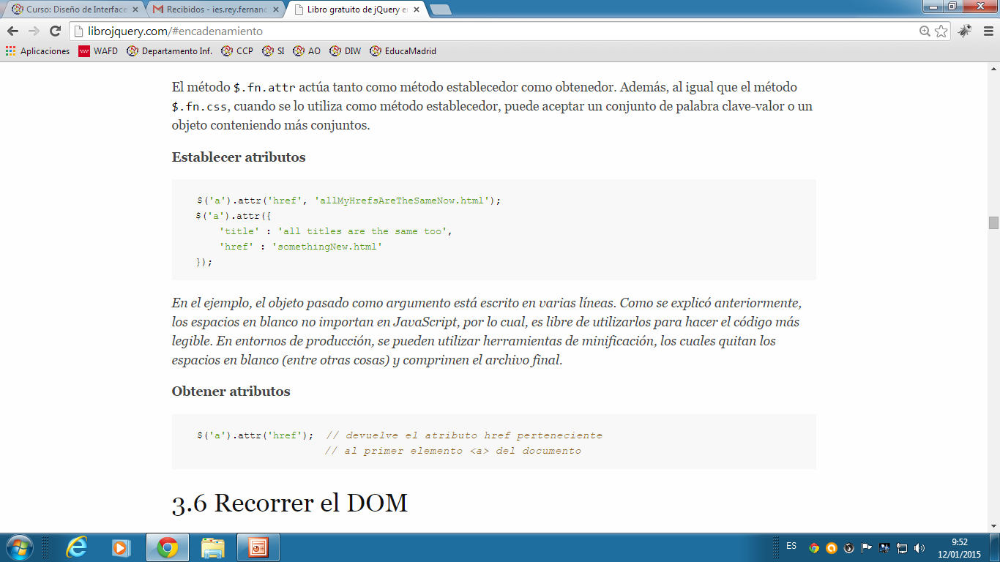 Curso: Diseño de Interface
Recibidos - ies.rey.fernand
Libro gratuito de jQuery en
librojquery.com/#encadenamiento
Aplicaciones WAFD Departamento Inf. CCP SI AO DIW EducaMadrid
El método $.fn.attr actúa tanto como método establecedor como obtenedor. Además, al igual que el método
$.fn.css, cuando se lo utiliza como método establecedor, puede aceptar un conjunto de palabra clave-valor o un
objeto conteniendo más conjuntos.
Establecer atributos
$('a').attr('href', 'allMyHrefsAreTheSameNow.html');
$('a').attr({
'title' : 'all titles are the same too',
'href' : 'somethingNew.html'
});
En el ejemplo, el objeto pasado como argumento está escrito en varias líneas. Como se explicó anteriormente,
los espacios en blanco no importan en JavaScript, por lo cual, es libre de utilizarlos para hacer el código más
legible. En entornos de producción, se pueden utilizar herramientas de minificación, los cuales quitan los
espacios en blanco (entre otras cosas) y comprimen el archivo final.
Obtener atributos
$('a').attr('href'); // devuelve el atributo href perteneciente
// al primer elemento <a> del documento
3.6 Recorrer el DOM
ES
9:52
12/01/2015